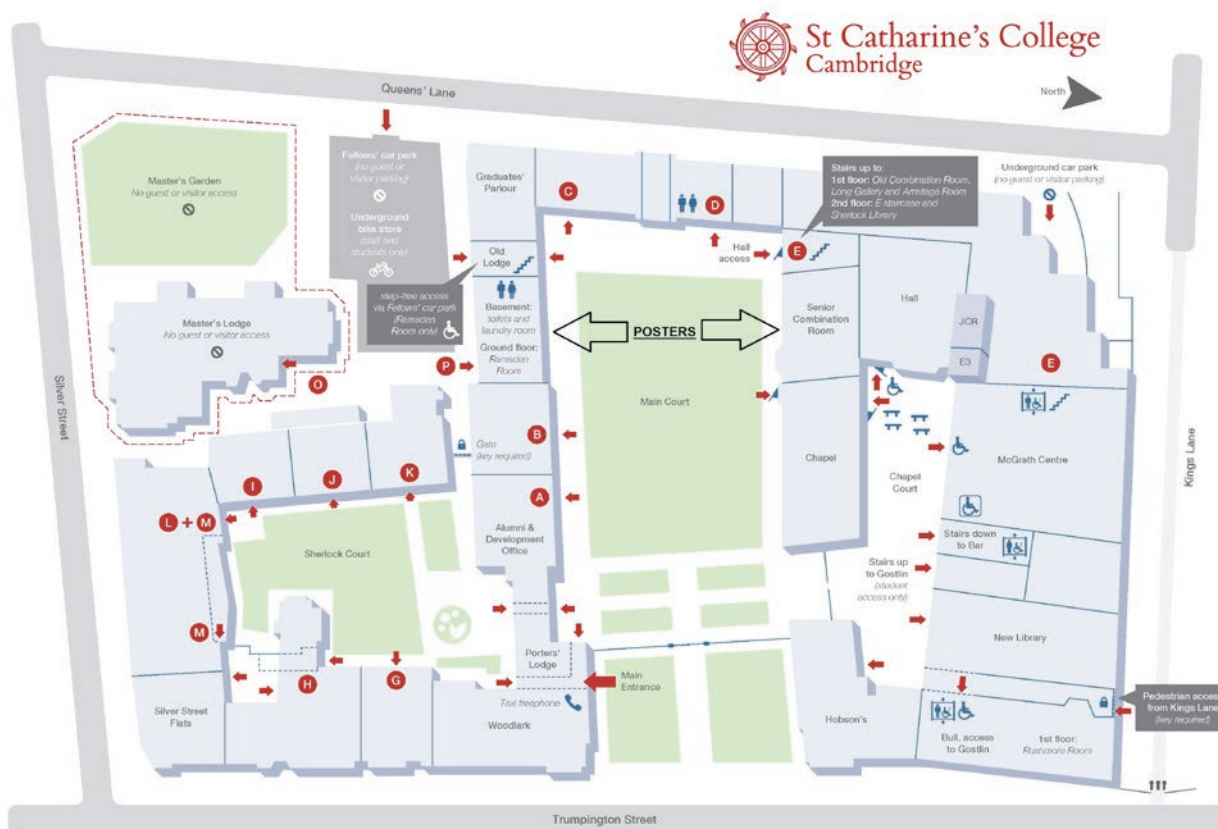 St Catharine's College
Cambridge
Queens' Lane
North
Master's Garden
No guest or visitor access
Fellows' car park
(no guest or
visitor parking)
Underground
bike store
(staff and
students only)
Graduates'
Parlour
C
D
Stairs up to:
1st floor: Old Combination Room,
Long Gallery and Armitage Room
2nd floor: E staircase and
Sherlock Library
Underground car park
(no guest or visitor parking)
Old
Lodge
Hall
access
E
Hall
step-free access
via Fellows' car park
(Ramsden
Room only)
Basement:
toilets and
laundry room
Ground floor:
Ramsden
Room
POSTERS
Senior
Combination
Room
JCR
E3
E
Master's Lodge
No guest or visitor access
O
P
Silver Street
Main Court
Kings Lane
B
Gate
(key required)
Chapel
McGrath Centre
Chapel
Court
I
J
K
A
L + M
Alumni &
Development
Office
Sherlock Court
Stairs down
to Bar
Stairs up
to Gostlin
(student
access only)
M
Porters'
Lodge
New Library
H
G
Main
Entrance
Silver Street
Flats
Taxi freephone
Woodlark
Hobson's
Bull, access
to Gostlin
1st floor:
Rushmore Room
Pedestrian access
from Kings Lane
(key required)
Trumpington Street